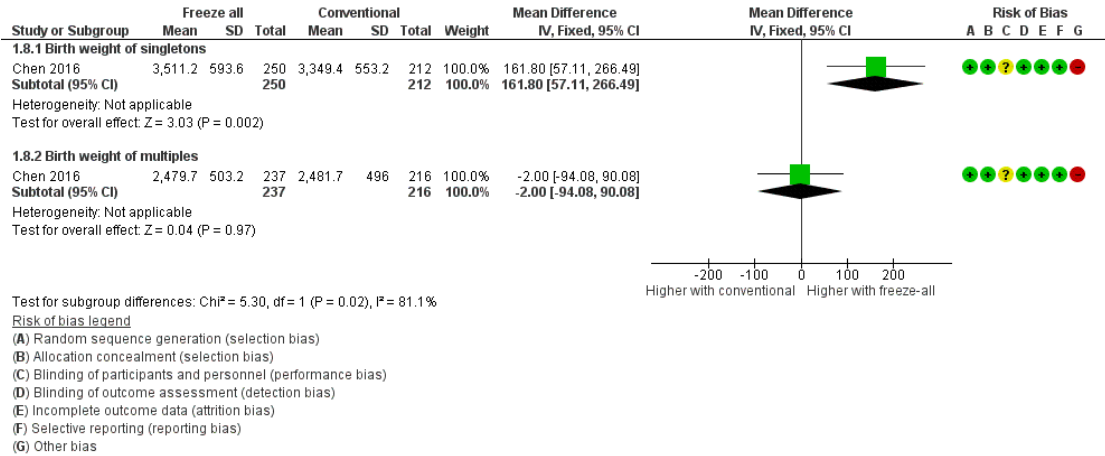 Freeze all Conventional Mean Difference Mean Difference Risk of Bias
Study or Subgroup Mean SD Total Mean SD Total Weight IV, Fixed, 95% CI IV, Fixed, 95% CI A B C D E F G
1.8.1 Birth weight of singletons
Chen 2016 3,511.2 593.6 250 3,349.4 553.2 212 100.0% 161.80 [57.11, 266.49] + + ? + + + -
Subtotal (95% CI) 250 212 100.0% 161.80 [57.11, 266.49]
Heterogeneity: Not applicable
Test for overall effect: Z = 3.03 (P = 0.002)
1.8.2 Birth weight of multiples
Chen 2016 2,479.7 503.2 237 2,481.7 496 216 100.0% -2.00 [-94.08, 90.08] + + ? + + + -
Subtotal (95% CI) 237 216 100.0% -2.00 [-94.08, 90.08]
Heterogeneity: Not applicable
Test for overall effect: Z = 0.04 (P = 0.97)
-200 -100 0 100 200
Higher with conventional Higher with freeze-all
Test for subgroup differences: Chi² = 5.30, df = 1 (P = 0.02), I² = 81.1%
Risk of bias legend
(A) Random sequence generation (selection bias)
(B) Allocation concealment (selection bias)
(C) Blinding of participants and personnel (performance bias)
(D) Blinding of outcome assessment (detection bias)
(E) Incomplete outcome data (attrition bias)
(F) Selective reporting (reporting bias)
(G) Other bias